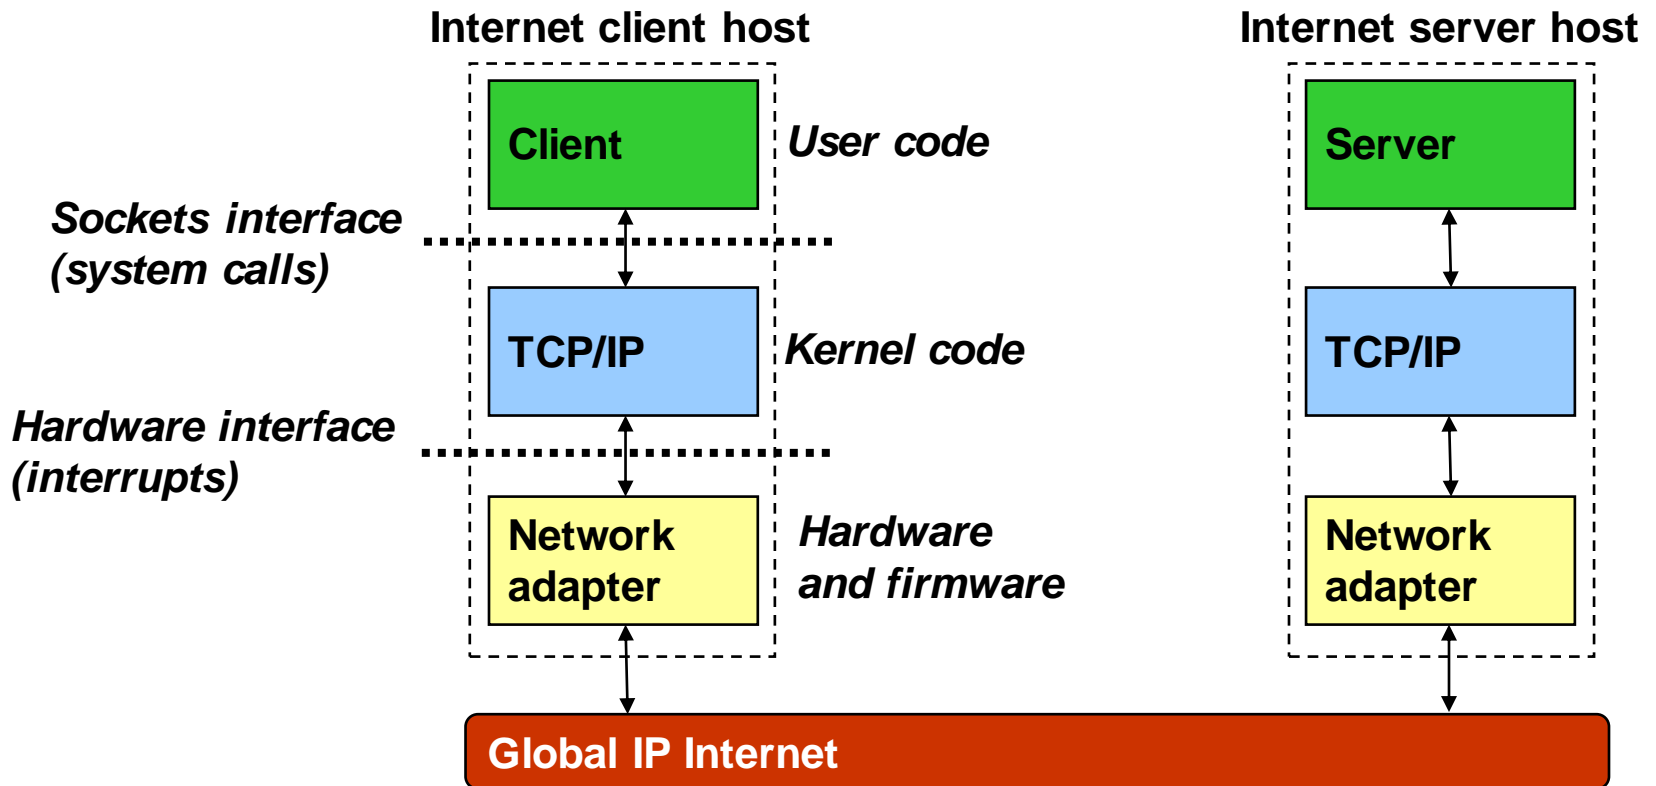 Internet client host
Internet server host
Client
User code
Server
Sockets interface
(system calls)
TCP/IP
Kernel code
TCP/IP
Hardware interface
(interrupts)
Network
adapter
Hardware
and firmware
Network
adapter
Global IP Internet